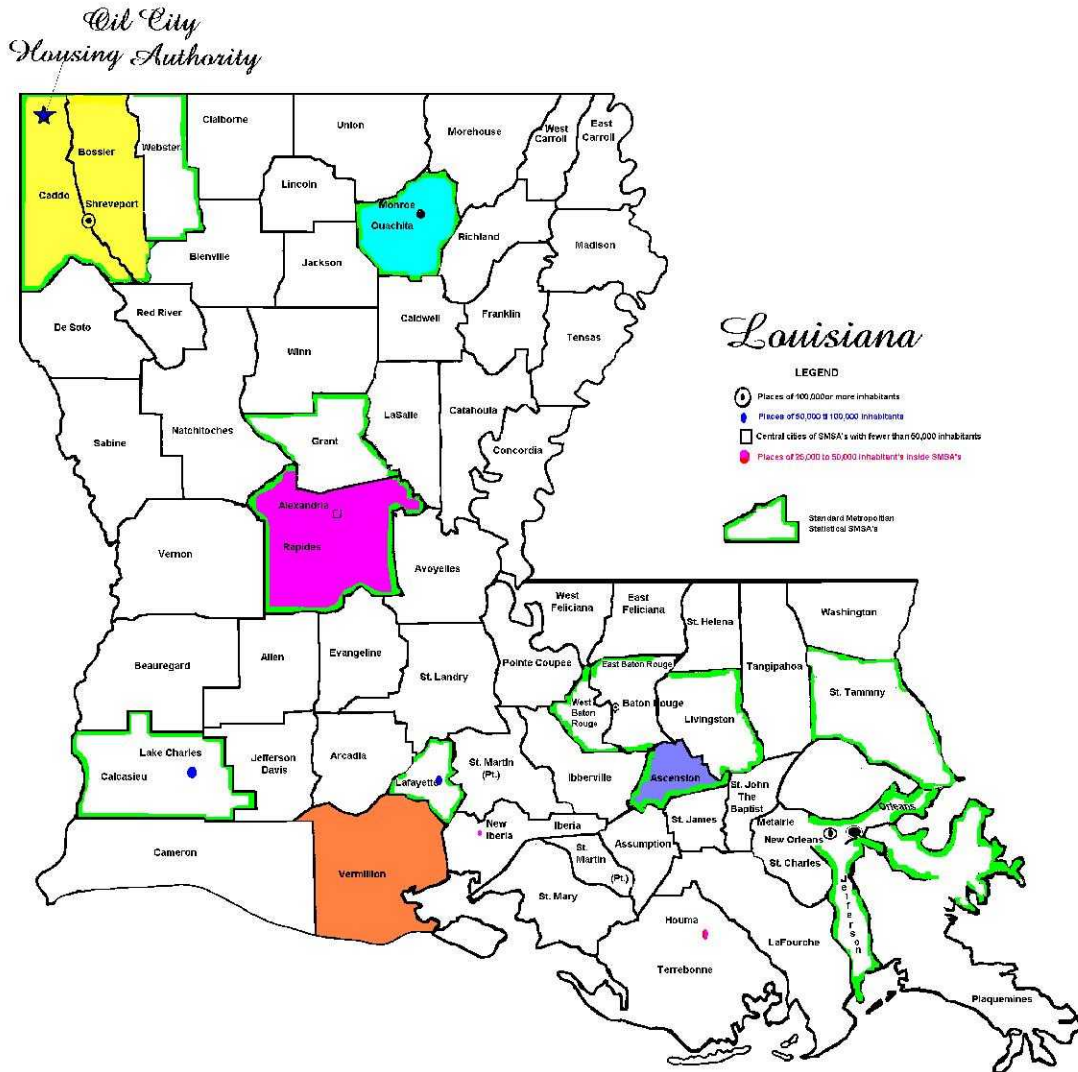 Oil City
Housing Authority
Claiborne
Union
Morehouse
West
Carroll
East
Carroll
Bossier
Webster
Lincoln
Caddo
Shreveport
Monroe
Ouachita
Richland
Madison
Bienville
Jackson
De Soto
Red River
Caldwell
Franklin
Tensas
Winn
Louisiana
LEGEND
Places of 100,000or more inhabitants
Places of 50,000 ti 100,000 inhabitants
Central cities of SMSA's with fewer than 50,000 inhabitants
Places of 25,000 to 50,000 inhabitant's inside SMSA's
Standard Metropolitian
Statistical SMSA's
Sabine
Natchitoches
Grant
LaSalle
Catahoula
Concordia
Alexandria
Rapides
Vernon
Avoyelles
West
Feliciana
East
Feliciana
St. Helena
Washington
Beauregard
Allen
Evangeline
St. Landry
Pointe Coupee
East Baton Rouge
Tangipahoa
St. Tammny
West
Baton
Rouge
Baton Rouge
Livingston
Lake Charles
Calcasieu
Jefferson
Davis
Arcadia
Lafayette
St. Martin
(Pt.)
Ibberville
Ascension
St. John
The
Baptist
Orleans
Cameron
Vermillion
New
Iberia
Iberia
St. Martin
(Pt.)
Assumption
St. James
Metairie
New Orleans
St. Charles
Jefferson
St. Mary
Houma
Terrebonne
LaFourche
Plaquemines